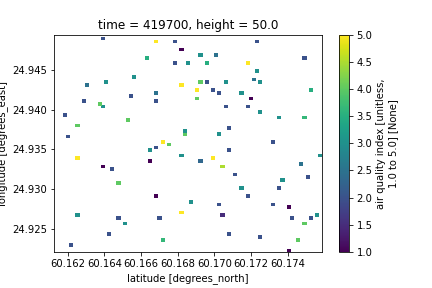 time = 419700, height = 50.0
longitude [degrees_east]
24.945
24.940
24.935
24.930
24.925
60.162 60.164 60.166 60.168 60.170 60.172 60.174
latitude [degrees_north]
5.0
4.5
4.0
3.5
3.0
2.5
2.0
1.5
1.0
air quality index [unitless,
1.0 to 5.0] [None]